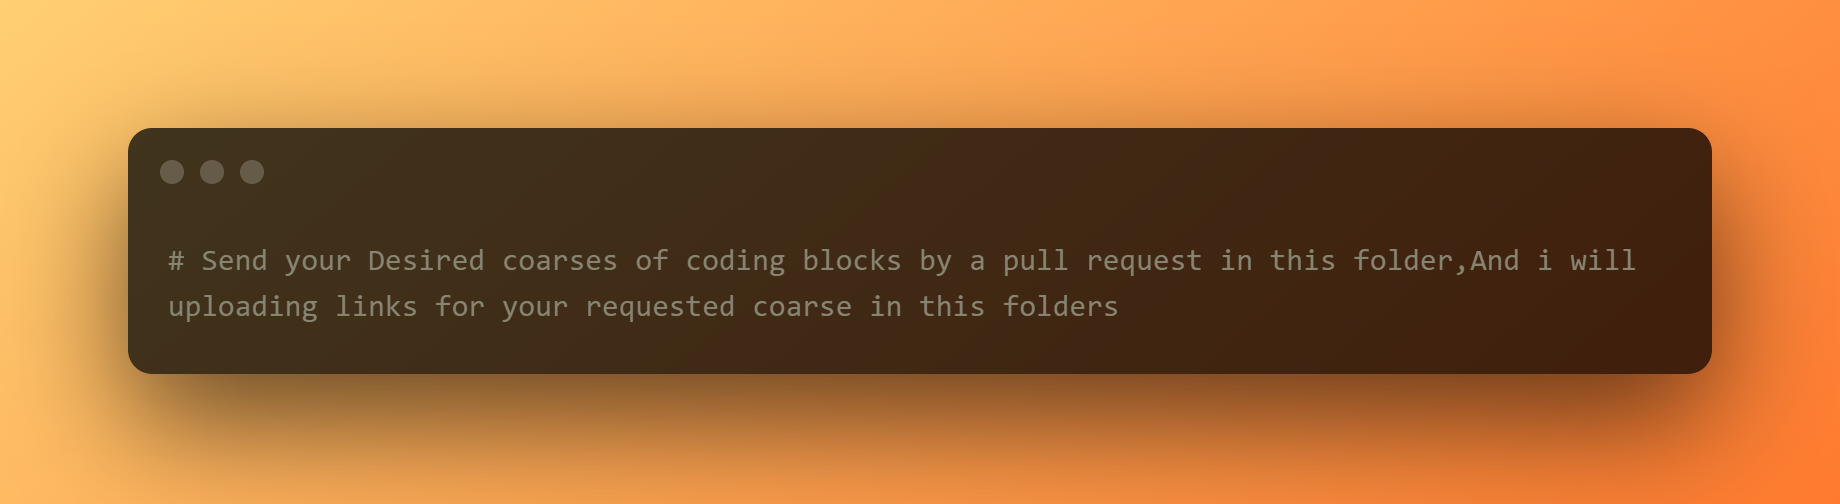 # Send your Desired coarses of coding blocks by a pull request in this folder,And i will
uploading links for your requested coarse in this folders